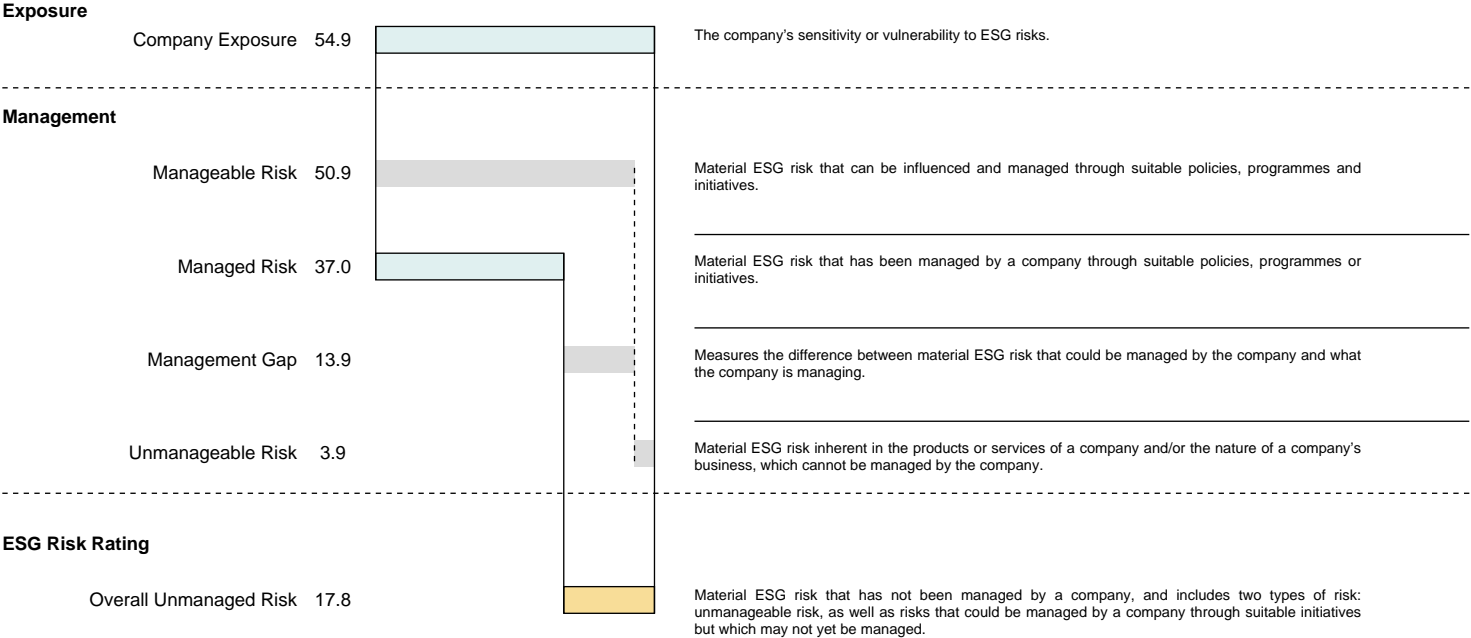 Exposure
Company Exposure 54.9
The company’s sensitivity or vulnerability to ESG risks.
Management
Manageable Risk 50.9
Material ESG risk that can be influenced and managed through suitable policies, programmes and
initiatives.
Managed Risk 37.0
Material ESG risk that has been managed by a company through suitable policies, programmes or
initiatives.
Management Gap 13.9
Measures the difference between material ESG risk that could be managed by the company and what
the company is managing.
Unmanageable Risk 3.9
Material ESG risk inherent in the products or services of a company and/or the nature of a company’s
business, which cannot be managed by the company.
ESG Risk Rating
Overall Unmanaged Risk 17.8
Material ESG risk that has not been managed by a company, and includes two types of risk:
unmanageable risk, as well as risks that could be managed by a company through suitable initiatives
but which may not yet be managed.